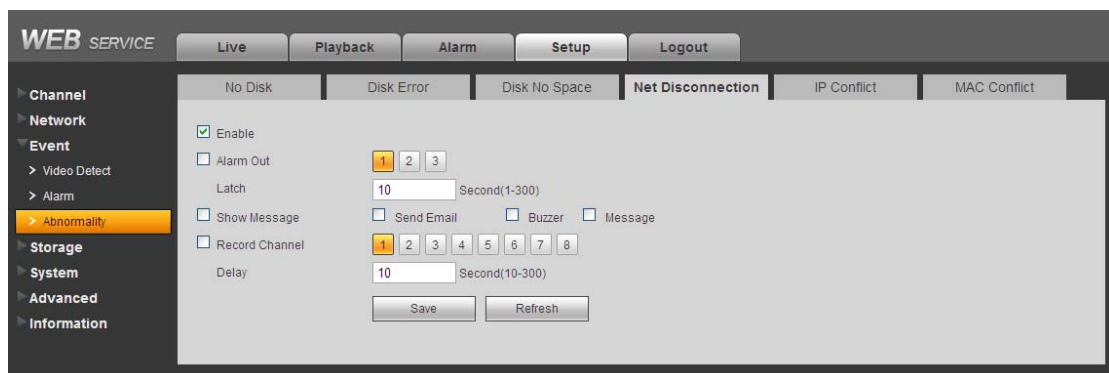 WEB SERVICE
Live Playback Alarm Setup Logout
No Disk Disk Error Disk No Space Net Disconnection IP Conflict MAC Conflict
Channel
Network
Event
> Video Detect
> Alarm
> Abnormality
Storage
System
Advanced
Information
Enable
Alarm Out 1 2 3
Latch 10 Second(1-300)
Show Message Send Email Buzzer Message
Record Channel 1 2 3 4 5 6 7 8
Delay 10 Second(10-300)
Save Refresh